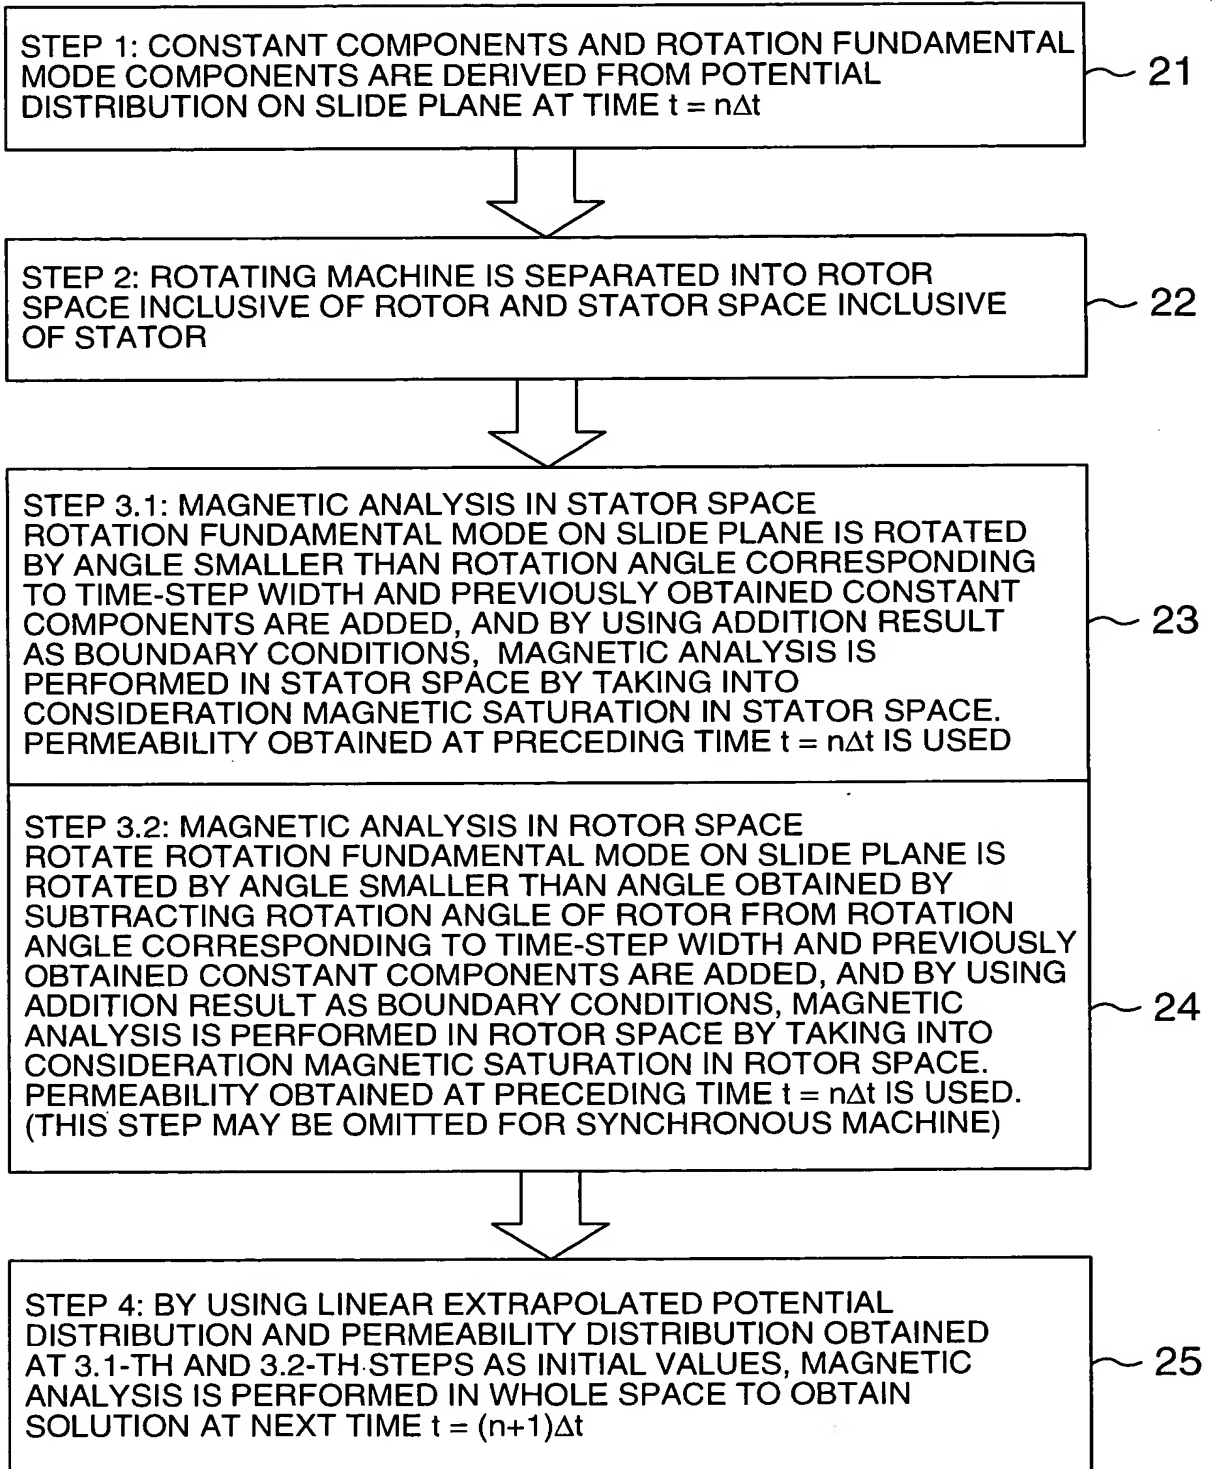 STEP 1: CONSTANT COMPONENTS AND ROTATION FUNDAMENTAL
MODE COMPONENTS ARE DERIVED FROM POTENTIAL
DISTRIBUTION ON SLIDE PLANE AT TIME t = nΔt
21
STEP 2: ROTATING MACHINE IS SEPARATED INTO ROTOR
SPACE INCLUSIVE OF ROTOR AND STATOR SPACE INCLUSIVE
OF STATOR
22
STEP 3.1: MAGNETIC ANALYSIS IN STATOR SPACE
ROTATION FUNDAMENTAL MODE ON SLIDE PLANE IS ROTATED
BY ANGLE SMALLER THAN ROTATION ANGLE CORRESPONDING
TO TIME-STEP WIDTH AND PREVIOUSLY OBTAINED CONSTANT
COMPONENTS ARE ADDED, AND BY USING ADDITION RESULT
AS BOUNDARY CONDITIONS, MAGNETIC ANALYSIS IS
PERFORMED IN STATOR SPACE BY TAKING INTO
CONSIDERATION MAGNETIC SATURATION IN STATOR SPACE.
PERMEABILITY OBTAINED AT PRECEDING TIME t = nΔt IS USED
23
STEP 3.2: MAGNETIC ANALYSIS IN ROTOR SPACE
ROTATE ROTATION FUNDAMENTAL MODE ON SLIDE PLANE IS
ROTATED BY ANGLE SMALLER THAN ANGLE OBTAINED BY
SUBTRACTING ROTATION ANGLE OF ROTOR FROM ROTATION
ANGLE CORRESPONDING TO TIME-STEP WIDTH AND PREVIOUSLY
OBTAINED CONSTANT COMPONENTS ARE ADDED, AND BY USING
ADDITION RESULT AS BOUNDARY CONDITIONS, MAGNETIC
ANALYSIS IS PERFORMED IN ROTOR SPACE BY TAKING INTO
CONSIDERATION MAGNETIC SATURATION IN ROTOR SPACE.
PERMEABILITY OBTAINED AT PRECEDING TIME t = nΔt IS USED.
(THIS STEP MAY BE OMITTED FOR SYNCHRONOUS MACHINE)
24
STEP 4: BY USING LINEAR EXTRAPOLATED POTENTIAL
DISTRIBUTION AND PERMEABILITY DISTRIBUTION OBTAINED
AT 3.1-TH AND 3.2-TH STEPS AS INITIAL VALUES, MAGNETIC
ANALYSIS IS PERFORMED IN WHOLE SPACE TO OBTAIN
SOLUTION AT NEXT TIME t = (n+1)Δt
25